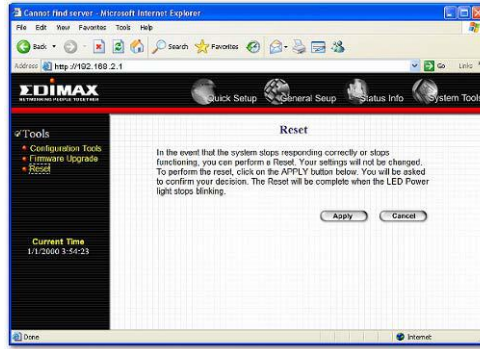 Cannot find server - Microsoft Internet Explorer
File Edit View Favorites Tools Help
Back Search Favorites
Address http://192.168.2.1 Go Links
EDIMAX
NETWORKING PEOPLE TOGETHER
Quick Setup General Seup Status Info System Tools
Tools
Configuration Tools
Firmware Upgrade
Reset
Current Time
1/1/2000 3:54:23
Reset
In the event that the system stops responding correctly or stops
functioning, you can perform a Reset. Your settings will not be changed.
To perform the reset, click on the APPLY button below. You will be asked
to confirm your decision. The Reset will be complete when the LED Power
light stops blinking.
Apply Cancel
Done Internet